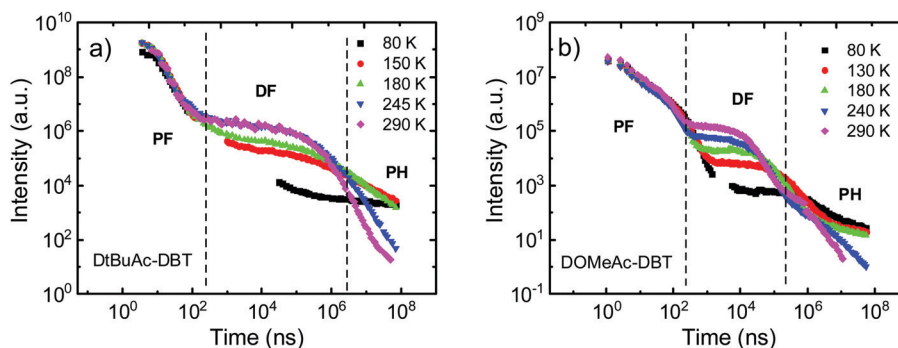 a)
80 K
150 K
180 K
245 K
290 K
PF
DF
PH
DtBuAc-DBT
Intensity (a.u.)
10^10
10^8
10^6
10^4
10^2
10^0
10^0 10^2 10^4 10^6 10^8
Time (ns)
b)
80 K
130 K
180 K
240 K
290 K
PF
DF
PH
DOMeAc-DBT
Intensity (a.u.)
10^7
10^5
10^3
10^1
10^-1
10^0 10^2 10^4 10^6 10^8
Time (ns)